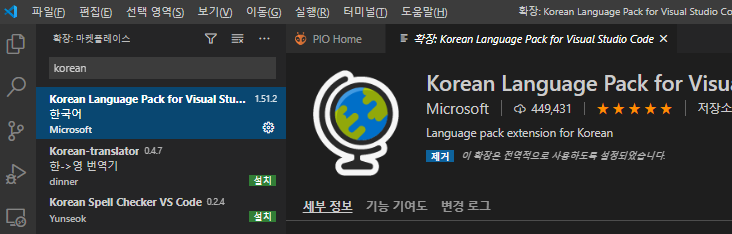 파일(F) 편집(E) 선택 영역(S) 보기(V) 이동(G) 실행(R) 터미널(T) 도움말(H) 확장: Korean Language Pack for Visual Studio Co
확장: 마켓플레이스
PIO Home 확장: Korean Language Pack for Visual Studio Code
korean
Korean Language Pack for Visual Stu... 1.51.2
한국어
Microsoft
Korean-translator 0.4.7
한->영 번역기
dinner 설치
Korean Spell Checker VS Code 0.2.4
Yunseok 설치
Korean Language Pack for Visu
Microsoft 449,431 저장소
Language pack extension for Korean
제거 이 확장은 전역적으로 사용하도록 설정되었습니다.
세부 정보 기능 기여도 변경 로그